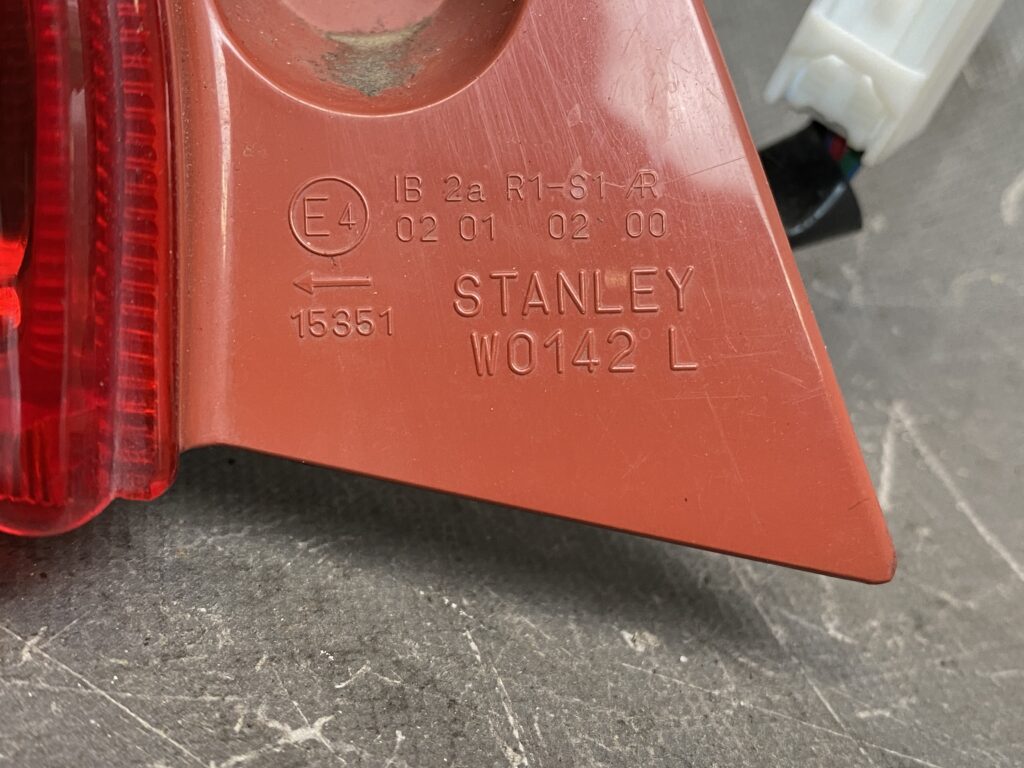 E4
IB 2a R1-S1 AR
02 01 02 00
15351
STANLEY
W0142 L